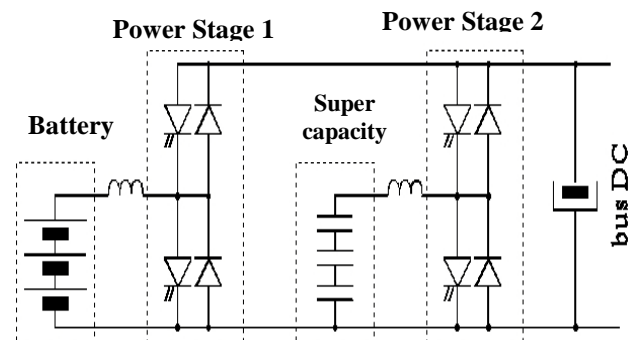 Power Stage 1
Power Stage 2
Battery
Super
capacity
bus DC